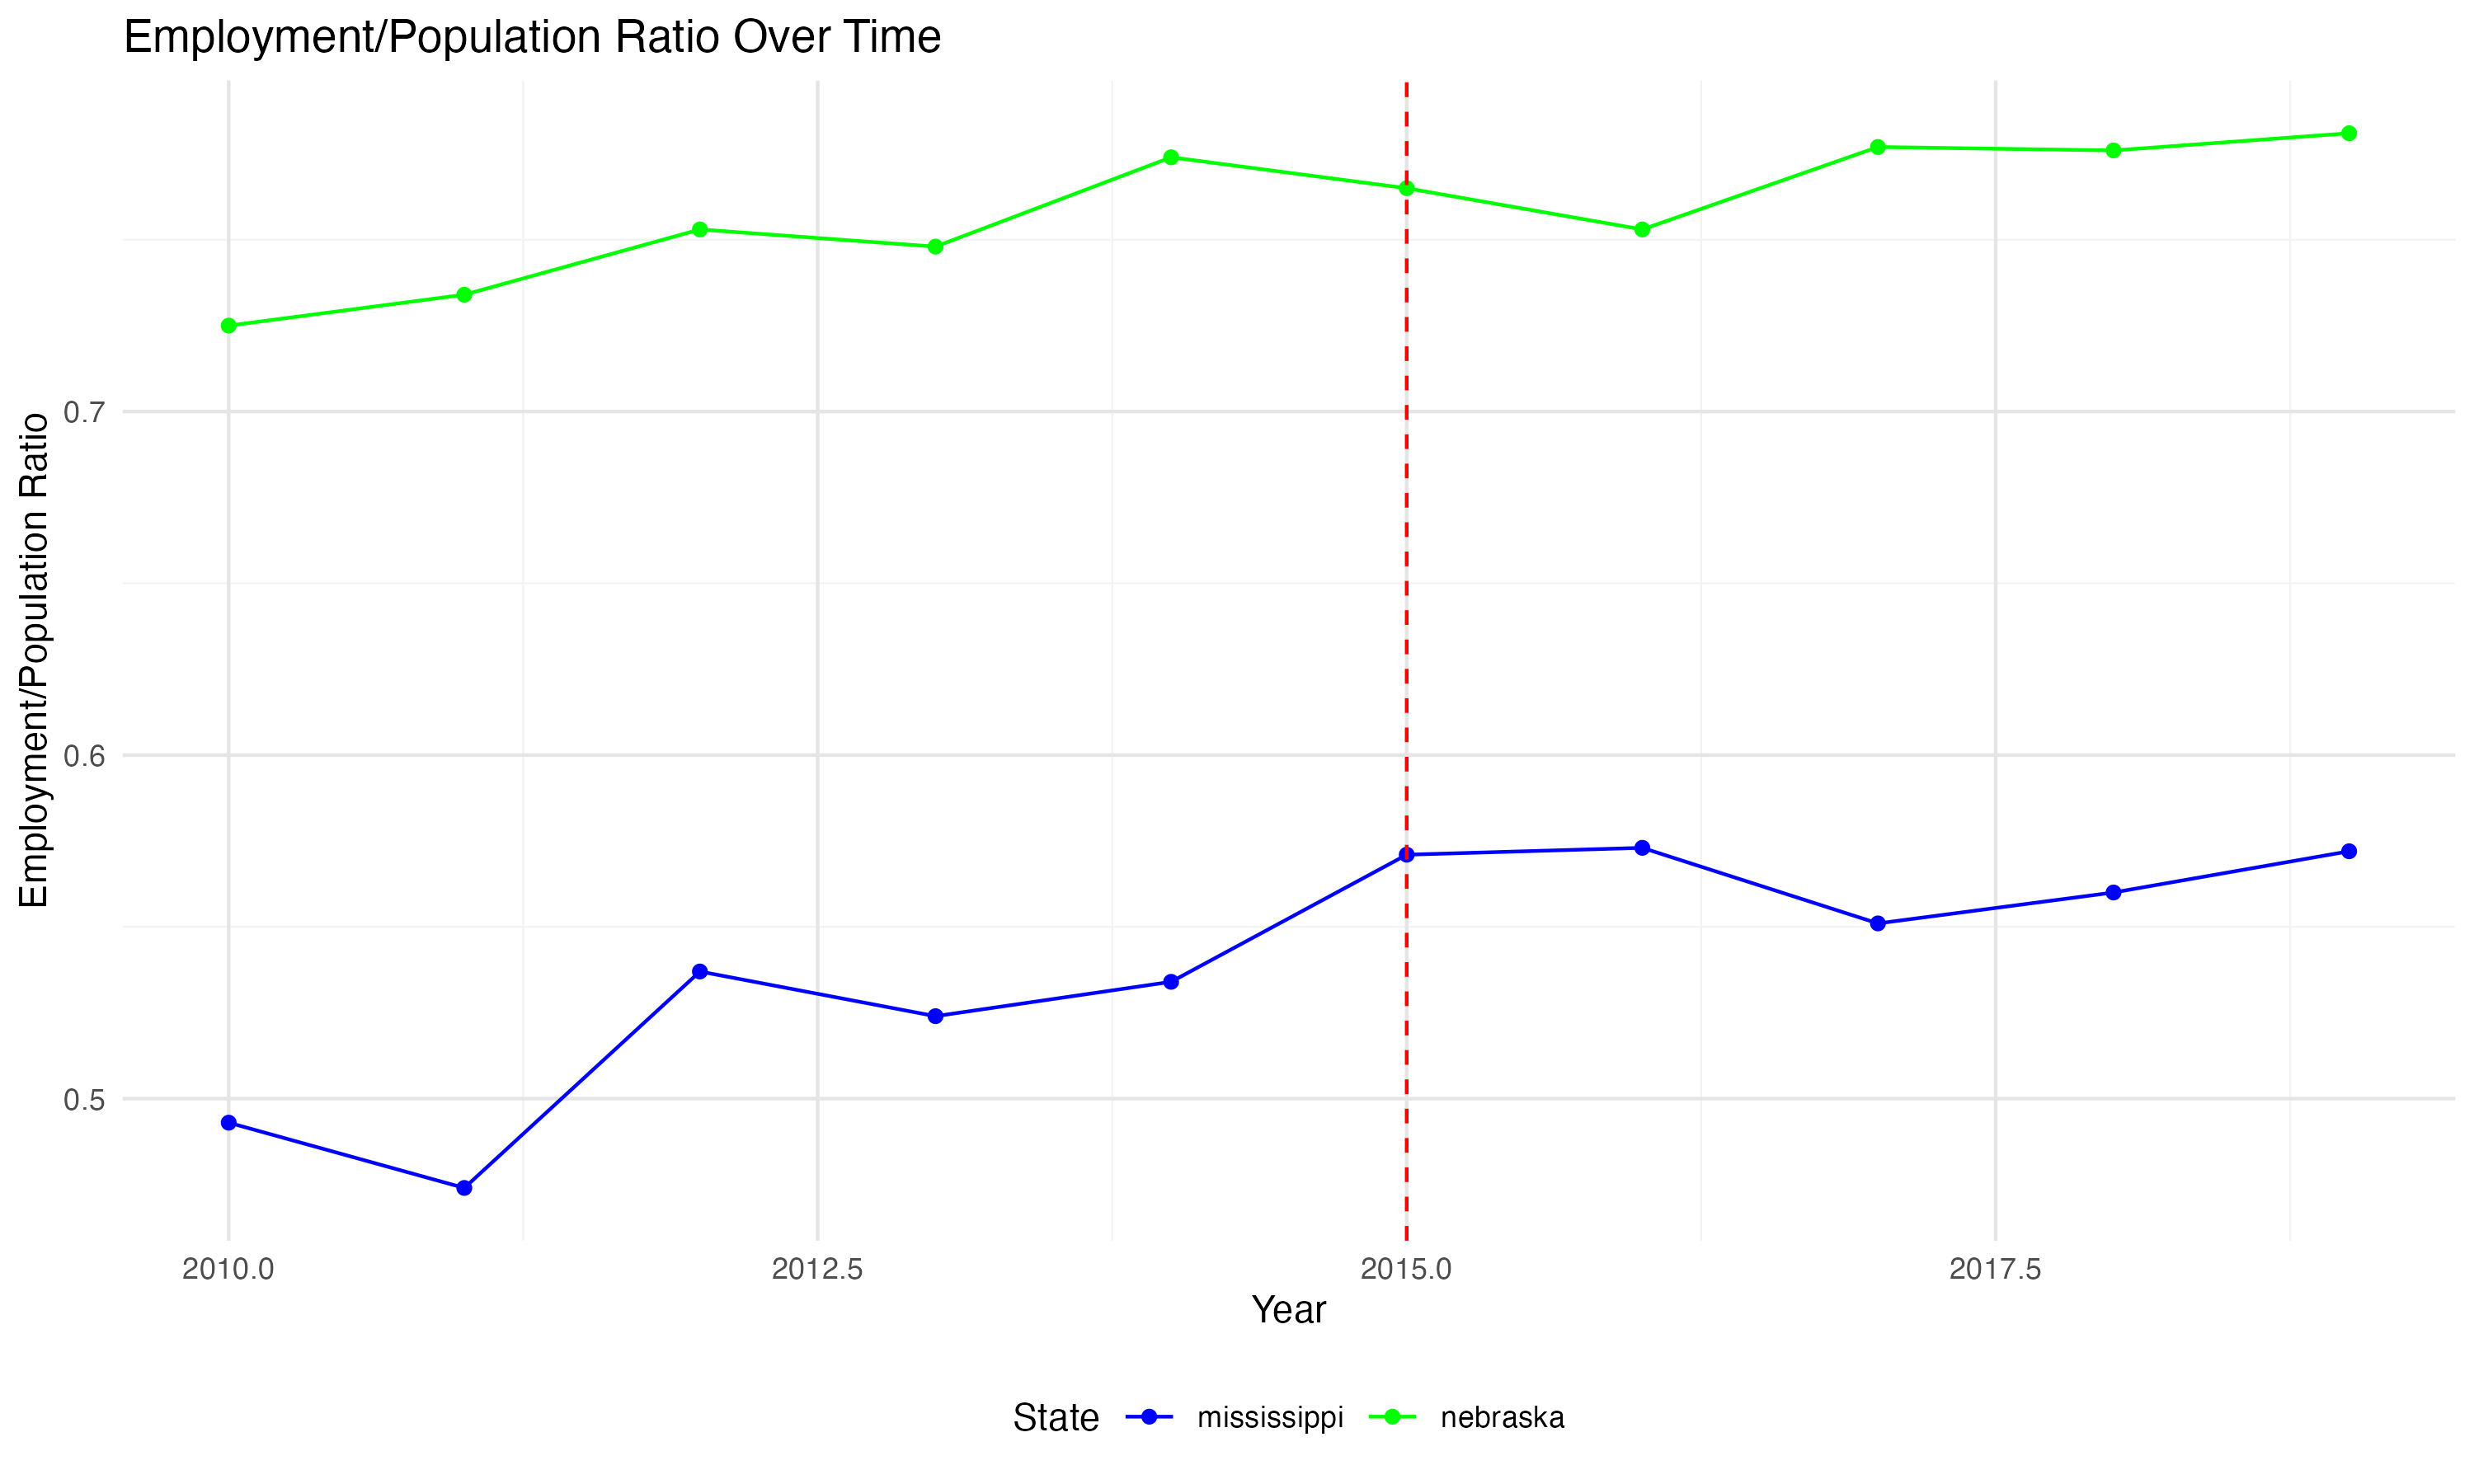 Employment/Population Ratio Over Time
Employment/Population Ratio
0.7
0.6
0.5
2010.0 2012.5 2015.0 2017.5
Year
State mississippi nebraska